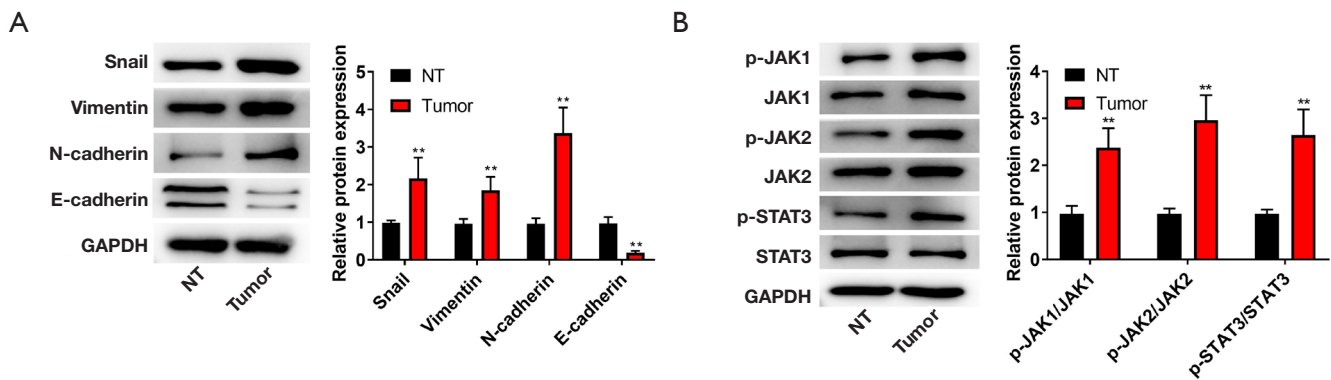 A
Snail
Vimentin
N-cadherin
E-cadherin
GAPDH
NT
Tumor
Relative protein expression
5
4
3
2
1
0
NT
Tumor
**
**
**
**
Snail
Vimentin
N-cadherin
E-cadherin
B
p-JAK1
JAK1
p-JAK2
JAK2
p-STAT3
STAT3
GAPDH
NT
Tumor
Relative protein expression
4
3
2
1
0
NT
Tumor
**
**
**
p-JAK1/JAK1
p-JAK2/JAK2
p-STAT3/STAT3